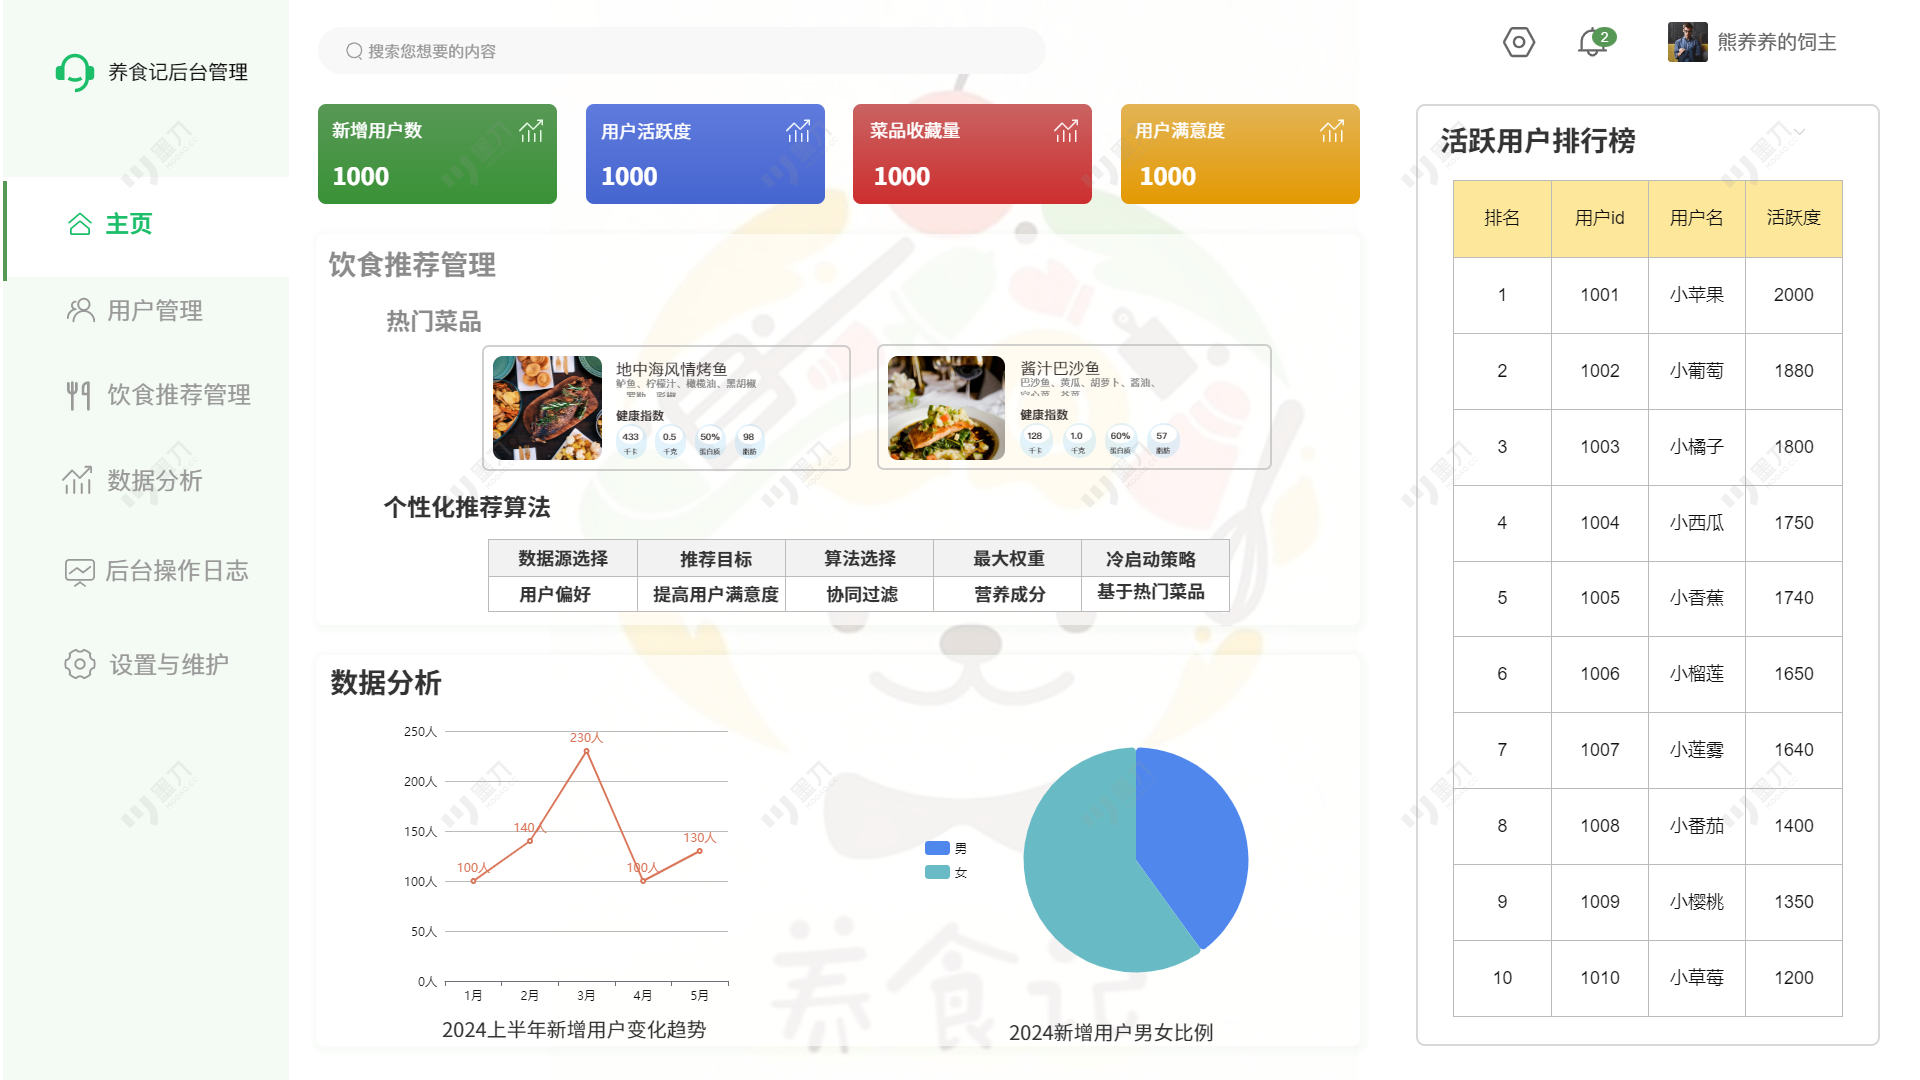 养食记后台管理
主页
用户管理
饮食推荐管理
数据分析
后台操作日志
设置与维护
搜索您想要的内容
2
熊养养的饲主
新增用户数
1000
用户活跃度
1000
菜品收藏量
1000
用户满意度
1000
饮食推荐管理
热门菜品
地中海风情烤鱼
鲈鱼、柠檬汁、橄榄油、黑胡椒
健康指数
433 0.5 50% 98
千卡 千克 蛋白质 脂肪
酱汁巴沙鱼
巴沙鱼、黄瓜、胡萝卜、酱油、
健康指数
128 1.0 60% 57
千卡 千克 蛋白质 脂肪
个性化推荐算法
数据源选择 推荐目标 算法选择 最大权重 冷启动策略
用户偏好 提高用户满意度 协同过滤 营养成分 基于热门菜品
数据分析
250人
200人
150人
100人
50人
0人
100人 140人 230人 100人 130人
1月 2月 3月 4月 5月
2024上半年新增用户变化趋势
男
女
2024新增用户男女比例
养食记
活跃用户排行榜
排名 用户id 用户名 活跃度
1 1001 小苹果 2000
2 1002 小葡萄 1880
3 1003 小橘子 1800
4 1004 小西瓜 1750
5 1005 小香蕉 1740
6 1006 小榴莲 1650
7 1007 小莲雾 1640
8 1008 小番茄 1400
9 1009 小樱桃 1350
10 1010 小草莓 1200
墨刀
MODAO.CC